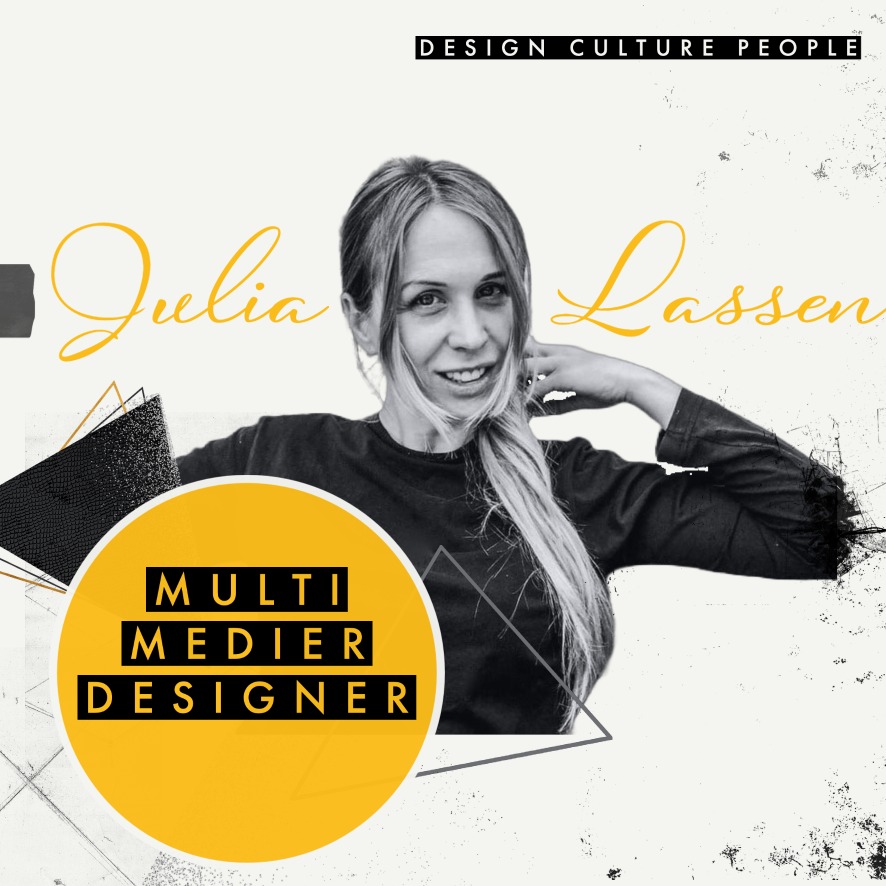 DESIGN CULTURE PEOPLE
Julia Lassen
MULTI
MEDIER
DESIGNER